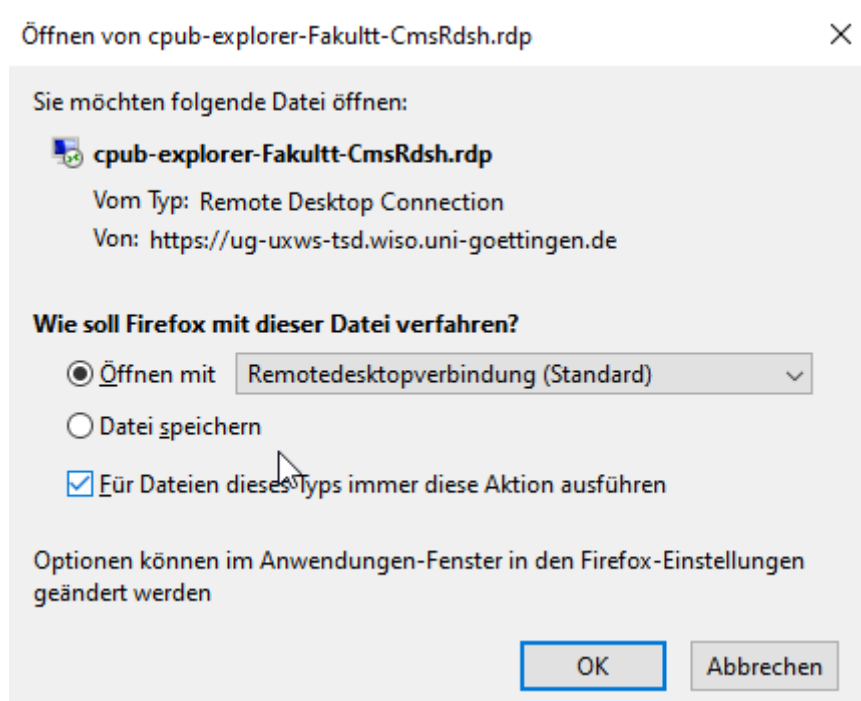 Öffnen von cpub-explorer-Fakultt-CmsRdsh.rdp
Sie möchten folgende Datei öffnen:
cpub-explorer-Fakultt-CmsRdsh.rdp
Vom Typ: Remote Desktop Connection
Von: https://ug-uxws-tsd.wiso.uni-goettingen.de
Wie soll Firefox mit dieser Datei verfahren?
Öffnen mit Remotedesktopverbindung (Standard)
Datei speichern
Für Dateien dieses Typs immer diese Aktion ausführen
Optionen können im Anwendungen-Fenster in den Firefox-Einstellungen
geändert werden
OK Abbrechen